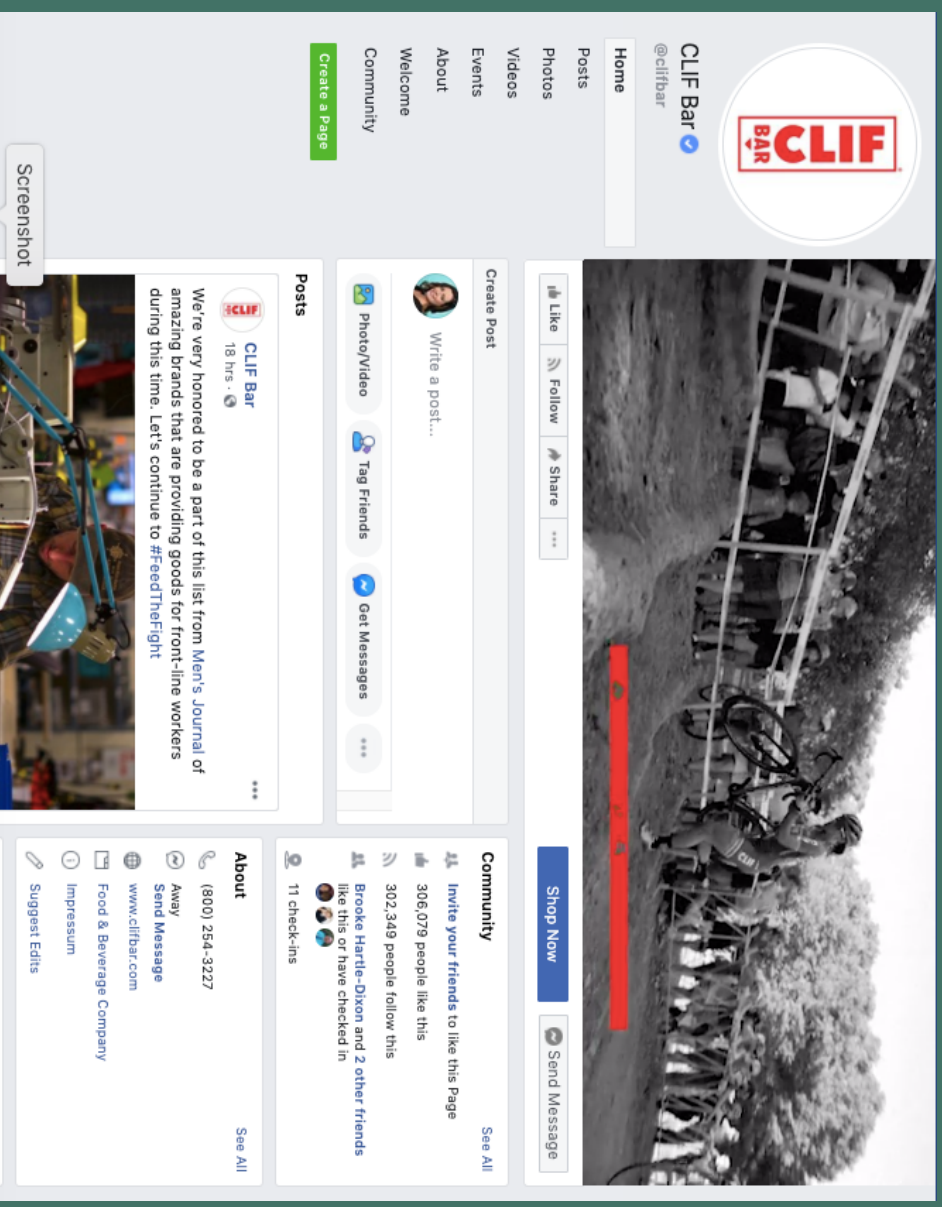 CLIF
BAR
CLIF Bar
@clifbar
Home
Posts
Photos
Videos
Events
About
Welcome
Community
Create a Page
CLIF
Like
Follow
Share
...
Shop Now
Send Message
Create Post
Write a post...
Photo/Video
Tag Friends
Get Messages
...
Posts
CLIF
CLIF Bar
18 hrs ·
...
We're very honored to be a part of this list from Men's Journal of
amazing brands that are providing goods for front-line workers
during this time. Let's continue to #FeedTheFight
Community
See All
Invite your friends to like this Page
306,079 people like this
302,349 people follow this
Brooke Hartle-Dixon and 2 other friends
like this or have checked in
11 check-ins
About
See All
(800) 254-3227
Away
Send Message
www.clifbar.com
Food & Beverage Company
Impressum
Suggest Edits
Screenshot